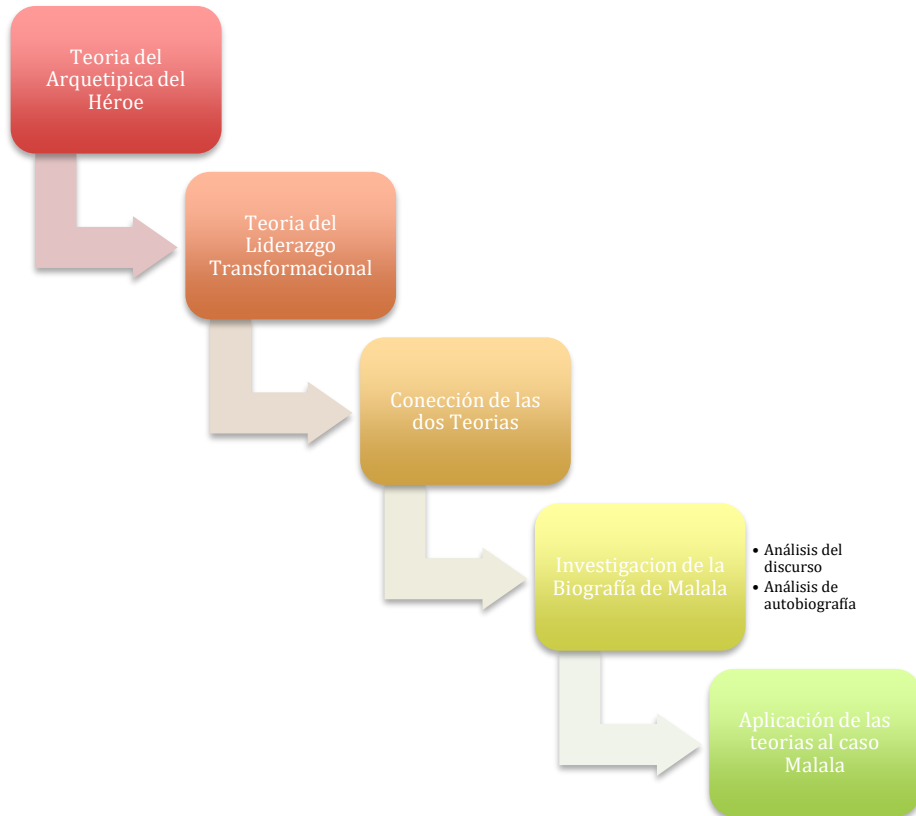 Teoria del
Arquetipica del
Héroe
Teoria del
Liderazgo
Transformacional
Conección de las
dos Teorias
Investigacion de la
Biografía de Malala
• Análisis del
discurso
• Análisis de
autobiografía
Aplicación de las
teorias al caso
Malala